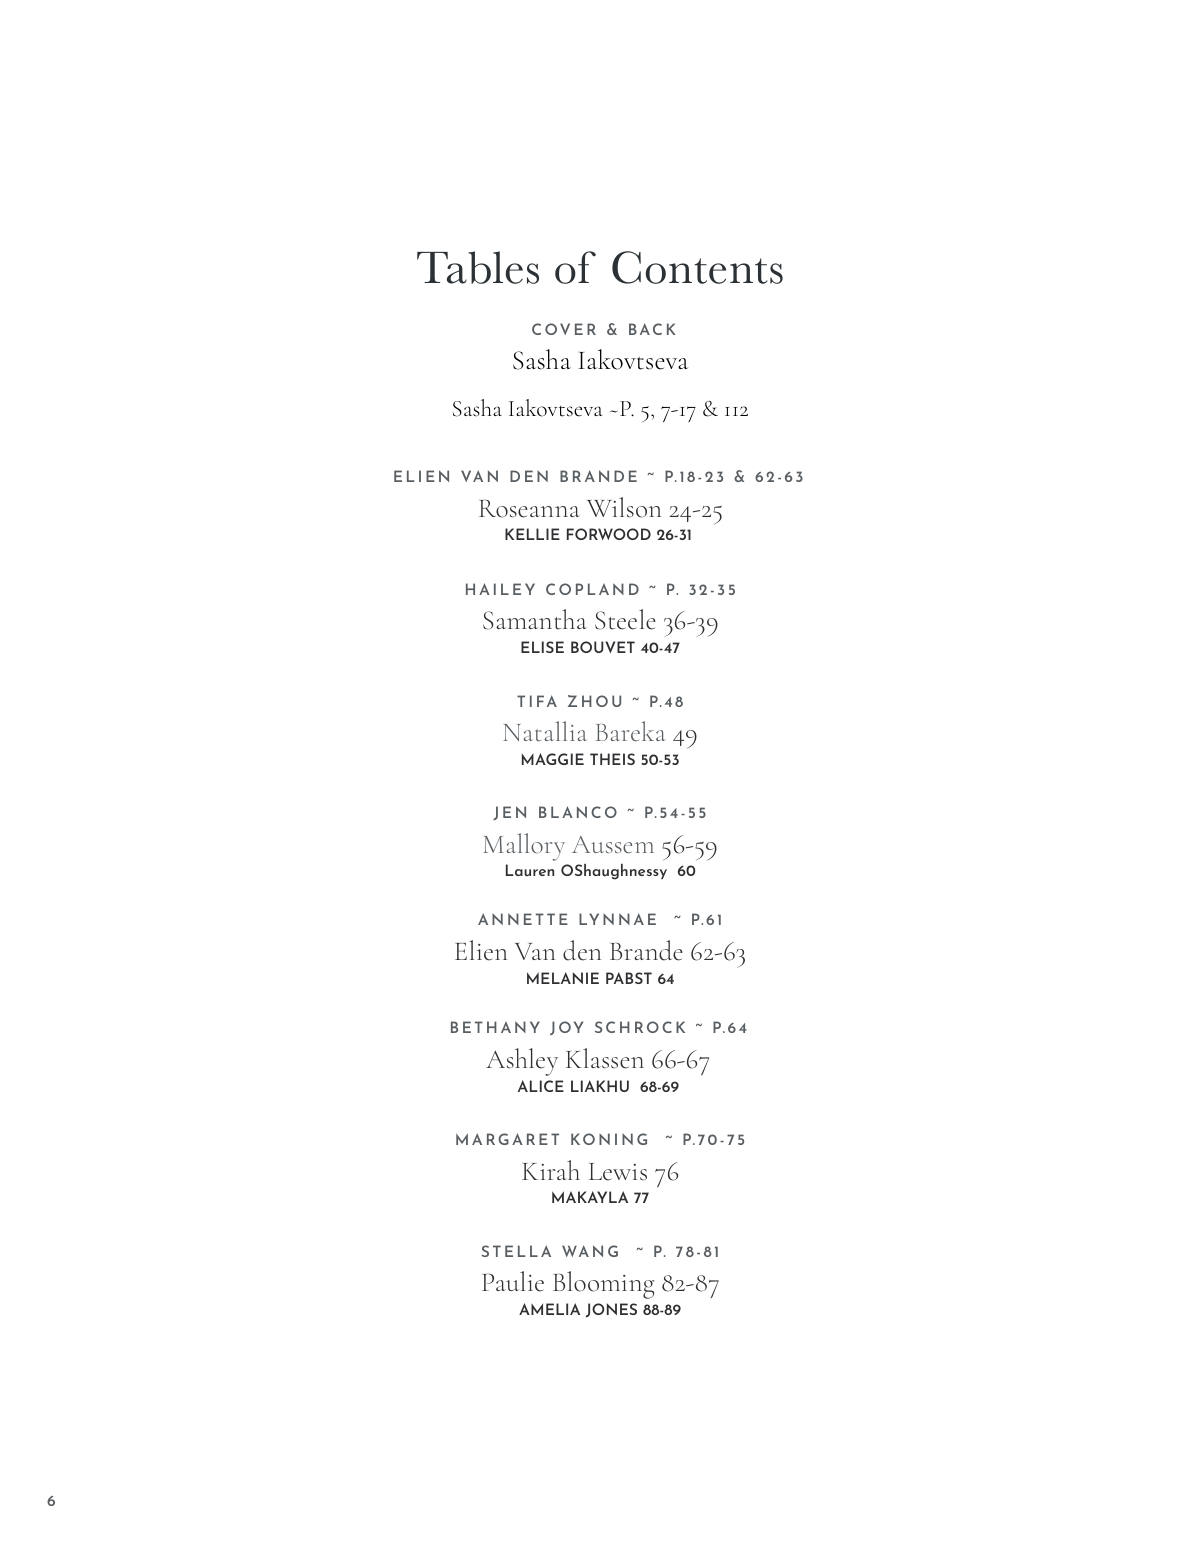 Tables of Contents
COVER & BACK
Sasha Iakovtseva
Sasha Iakovtseva ~P. 5, 7-17 & 112
ELIEN VAN DEN BRANDE ~ P.18-23 & 62-63
Roseanna Wilson 24-25
KELLIE FORWOOD 26-31
HAILEY COPLAND ~ P. 32-35
Samantha Steele 36-39
ELISE BOUVET 40-47
TIFA ZHOU ~ P.48
Natallia Bareka 49
MAGGIE THEIS 50-53
JEN BLANCO ~ P.54-55
Mallory Aussem 56-59
Lauren OShaughnessy 60
ANNETTE LYNNAE ~ P.61
Elien Van den Brande 62-63
MELANIE PABST 64
BETHANY JOY SCHROCK ~ P.64
Ashley Klassen 66-67
ALICE LIAKHU 68-69
MARGARET KONING ~ P.70-75
Kirah Lewis 76
MAKAYLA 77
STELLA WANG ~ P. 78-81
Paulie Blooming 82-87
AMELIA JONES 88-89
6